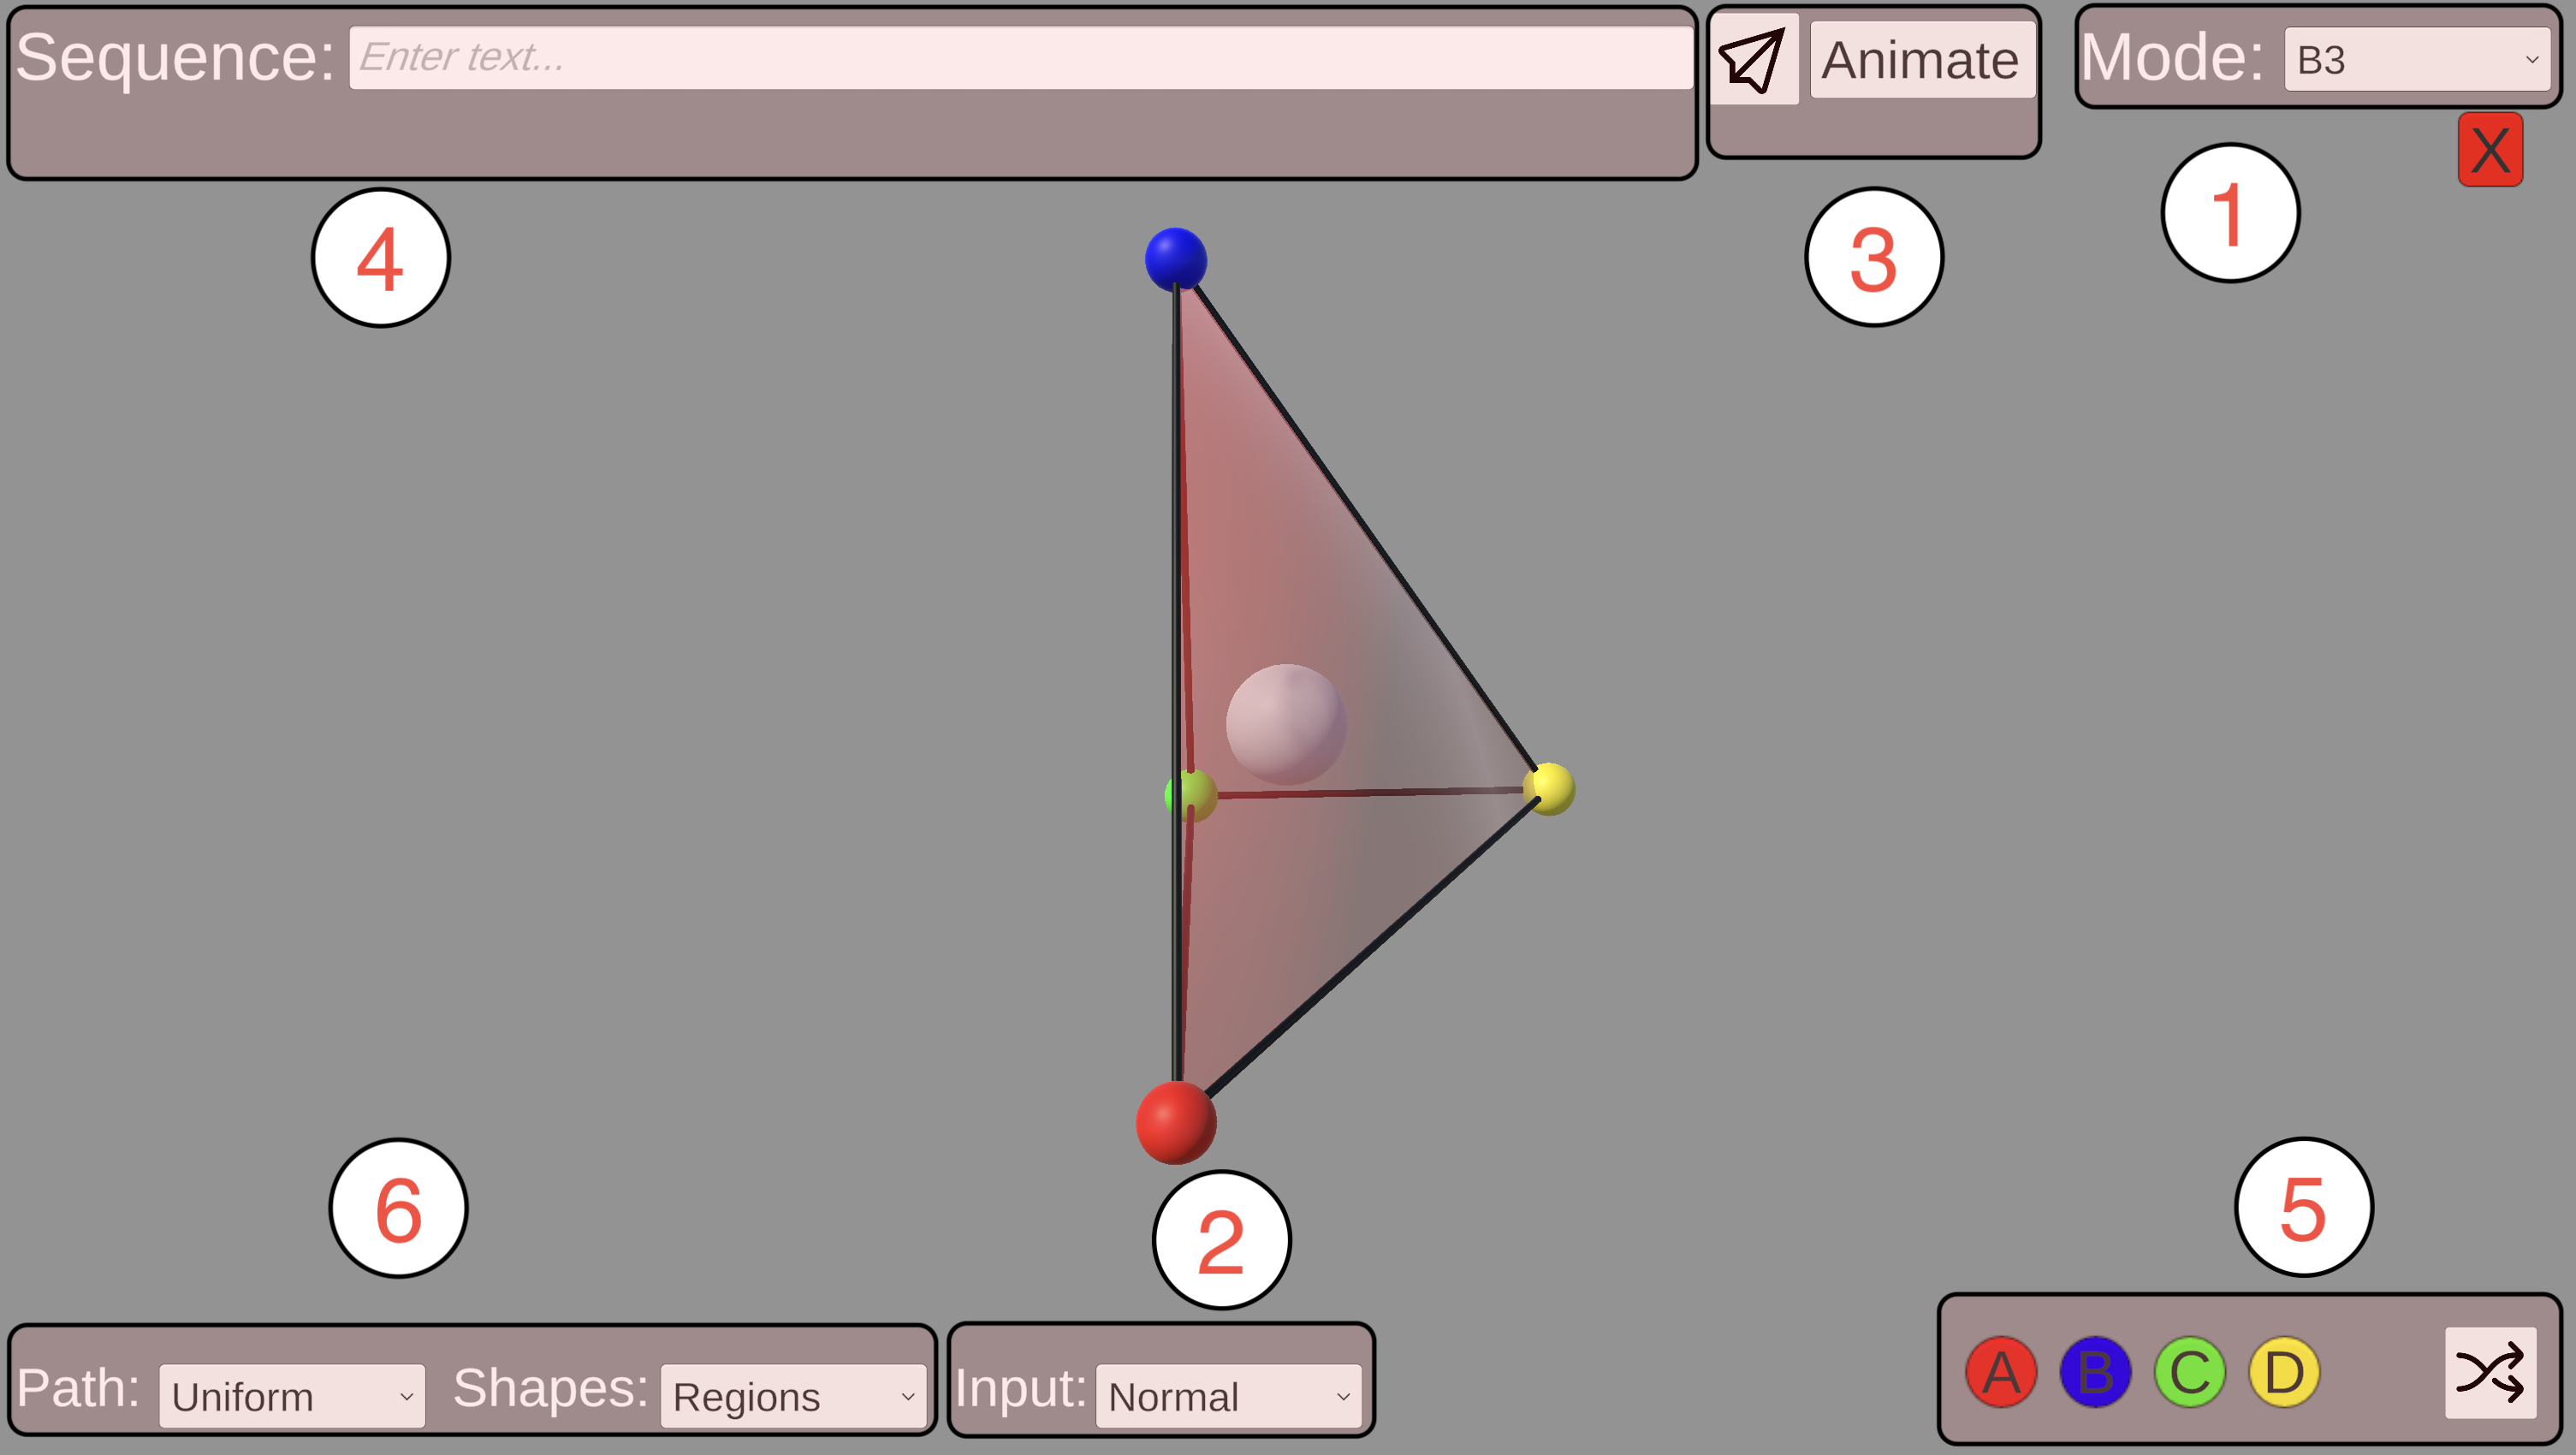 Sequence: Enter text...
Animate
Mode: B3
X
4
3
1
6
2
5
Path: Uniform
Shapes: Regions
Input: Normal
A B C D